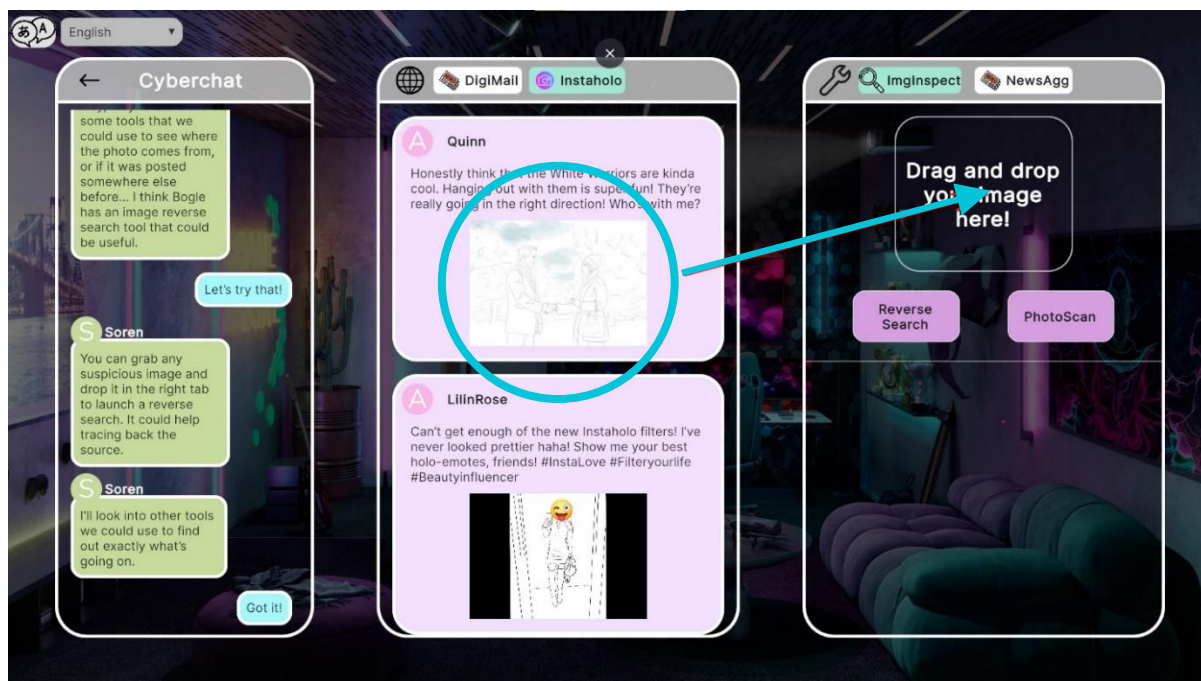 あ A
English
Cyberchat
some tools that we
could use to see where
the photo comes from,
or if it was posted
somewhere else
before... I think Bogle
has an image reverse
search tool that could
be useful.
Let's try that!
S Soren
You can grab any
suspicious image and
drop it in the right tab
to launch a reverse
search. It could help
tracing back the
source.
S Soren
I'll look into other tools
we could use to find
out exactly what's
going on.
Got it!
DigiMail Instaholo
A Quinn
Honestly think that the White Warriors are kinda
cool. Hanging out with them is super fun! They're
really going in the right direction! Who's with me?
A LilinRose
Can't get enough of the new Instaholo filters! I've
never looked prettier haha! Show me your best
holo-emotes, friends! #InstaLove #Filteryourlife
#Beautyinfluencer
ImgInspect NewsAgg
Drag and drop
your image
here!
Reverse
Search
PhotoScan